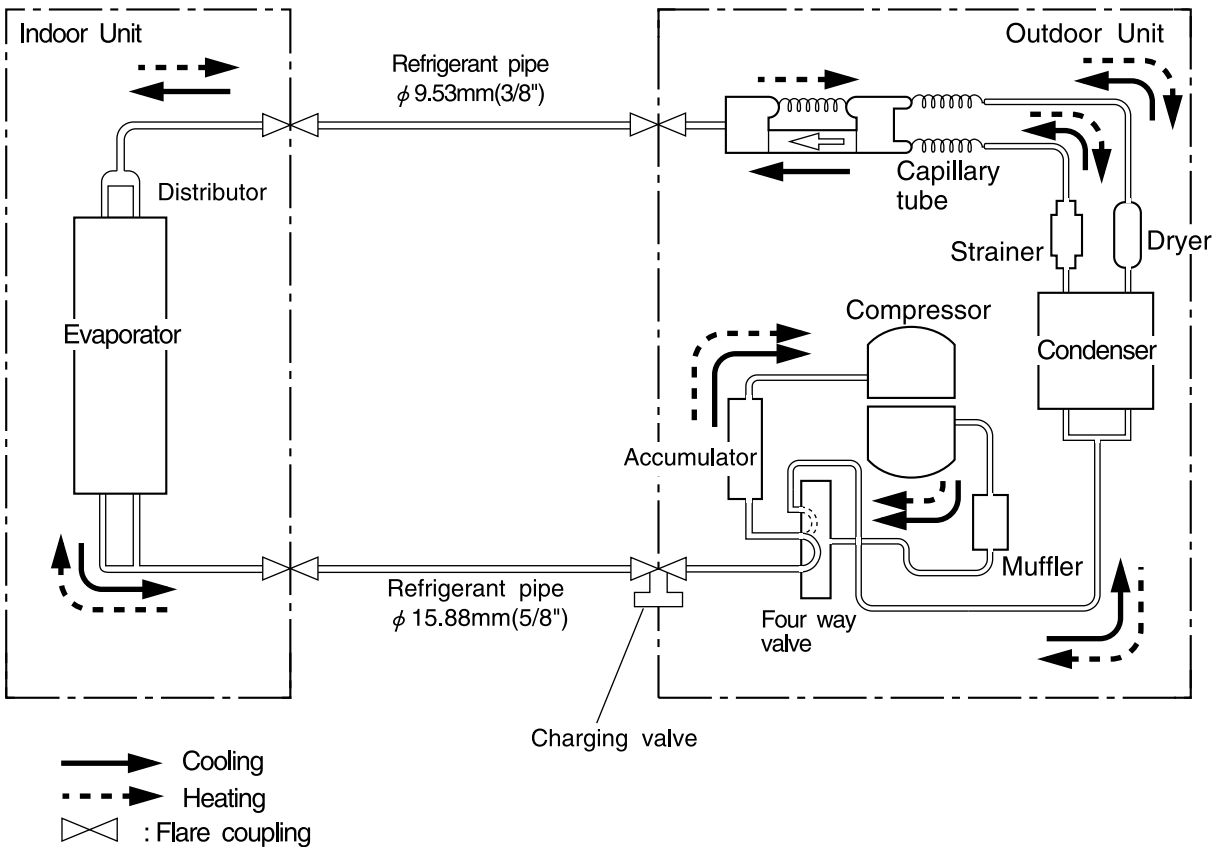 Indoor Unit
Outdoor Unit
Refrigerant pipe
ϕ 9.53mm(3/8")
Capillary
tube
Distributor
Strainer
Dryer
Evaporator
Compressor
Condenser
Accumulator
Muffler
Refrigerant pipe
ϕ 15.88mm(5/8")
Four way
valve
Charging valve
Cooling
Heating
: Flare coupling